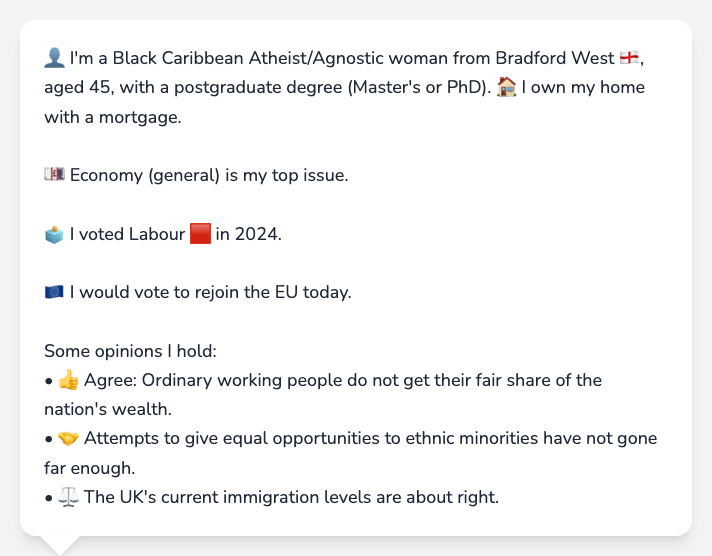 👤 I'm a Black Caribbean Atheist/Agnostic woman from Bradford West 🏴󠁧󠁢󠁥󠁮󠁧󠁿,
aged 45, with a postgraduate degree (Master's or PhD). 🏠 I own my home
with a mortgage.
💷 Economy (general) is my top issue.
🗳️ I voted Labour 🟥 in 2024.
🇪🇺 I would vote to rejoin the EU today.
Some opinions I hold:
• 👍 Agree: Ordinary working people do not get their fair share of the
nation's wealth.
• 🤝 Attempts to give equal opportunities to ethnic minorities have not gone
far enough.
• ⚖️ The UK's current immigration levels are about right.